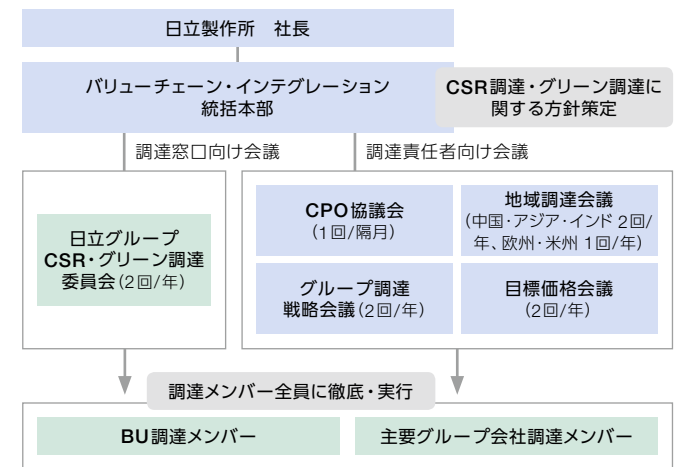 日立製作所　社長
バリューチェーン・インテグレーション
統括本部
CSR調達・グリーン調達に
関する方針策定
調達窓口向け会議
調達責任者向け会議
日立グループ
CSR・グリーン調達
委員会(2回/年)
CPO協議会
(1回/隔月)
地域調達会議
(中国・アジア・インド 2回/
年、欧州・米州 1回/年)
グループ調達
戦略会議(2回/年)
目標価格会議
(2回/年)
調達メンバー全員に徹底・実行
BU調達メンバー
主要グループ会社調達メンバー